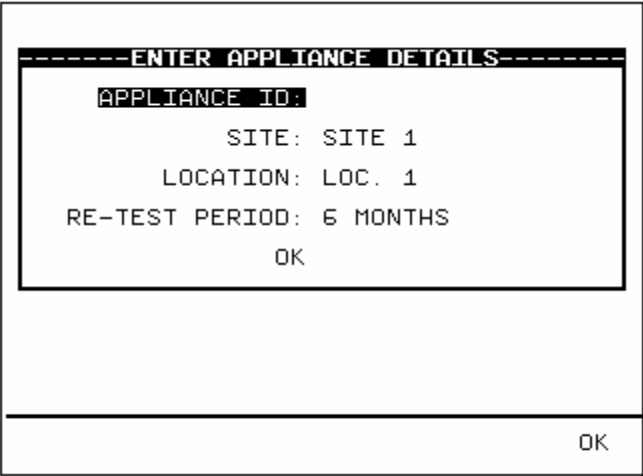 -------ENTER APPLIANCE DETAILS--------
APPLIANCE ID:
SITE: SITE 1
LOCATION: LOC. 1
RE-TEST PERIOD: 6 MONTHS
OK
OK